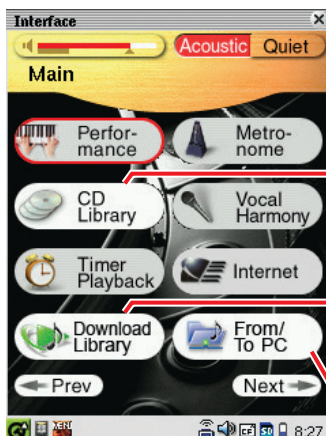 Interface
Acoustic Quiet
Main
Perfor-
mance
Metro-
nome
CD
Library
Vocal
Harmony
Timer
Playback
Internet
Download
Library
From/
To PC
Prev
Next
8:27